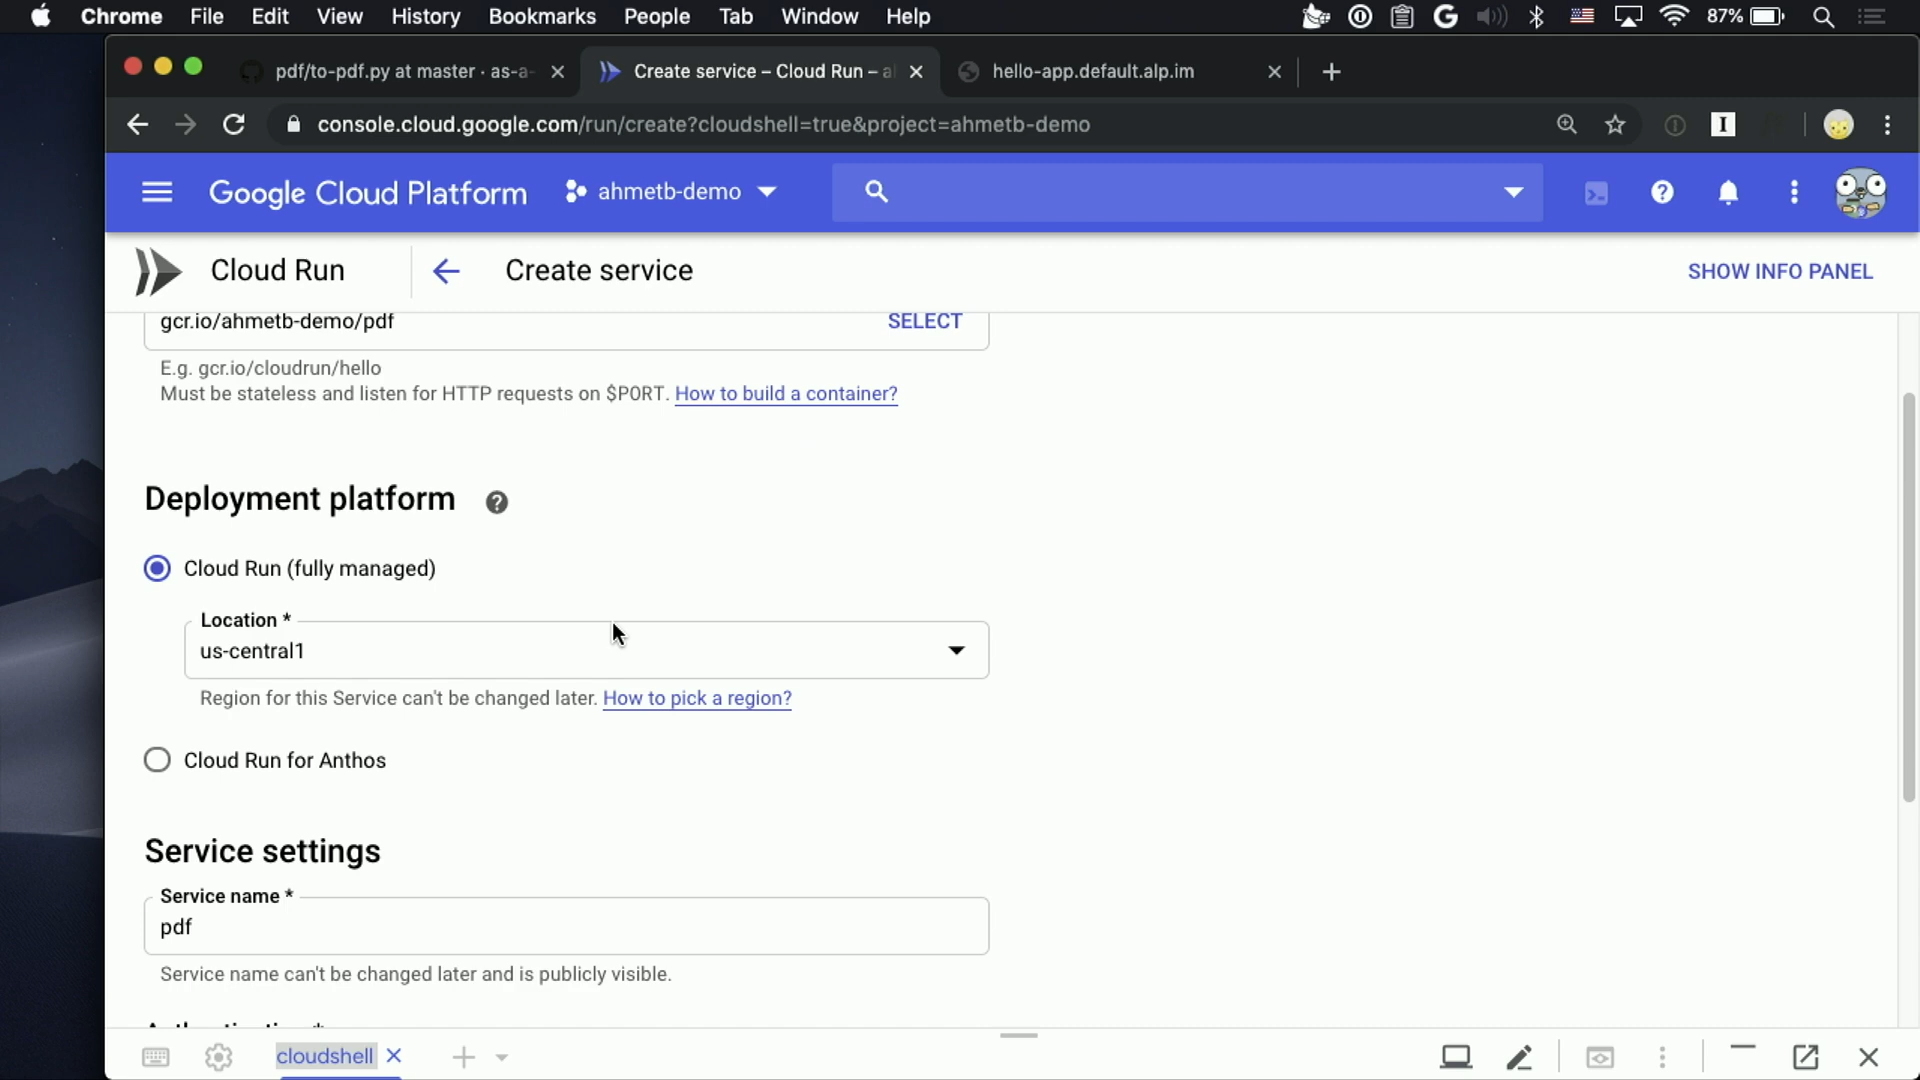 Chrome File Edit View History Bookmarks People Tab Window Help 87%
pdf/to-pdf.py at master · as-a- Create service – Cloud Run – a hello-app.default.alp.im
console.cloud.google.com/run/create?cloudshell=true&project=ahmetb-demo
Google Cloud Platform ahmetb-demo
Cloud Run Create service SHOW INFO PANEL
gcr.io/ahmetb-demo/pdf SELECT
E.g. gcr.io/cloudrun/hello
Must be stateless and listen for HTTP requests on $PORT. How to build a container?
Deployment platform
Cloud Run (fully managed)
Location *
us-central1
Region for this Service can't be changed later. How to pick a region?
Cloud Run for Anthos
Service settings
Service name *
pdf
Service name can't be changed later and is publicly visible.
cloudshell